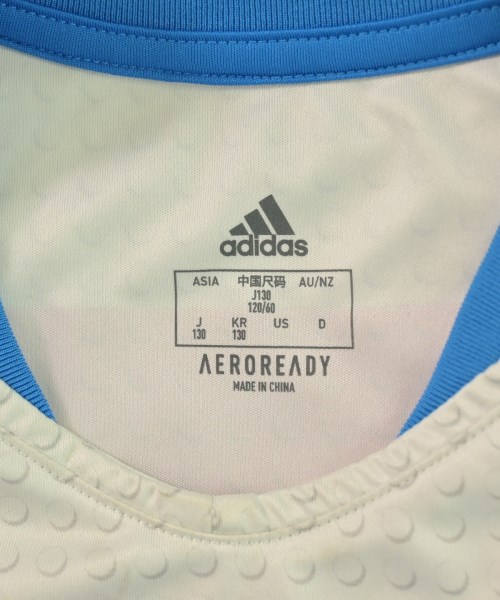 adidas
ASIA 中国尺码 AU/NZ
J130
120/60
J KR US D
130 130
AEROREADY
MADE IN CHINA